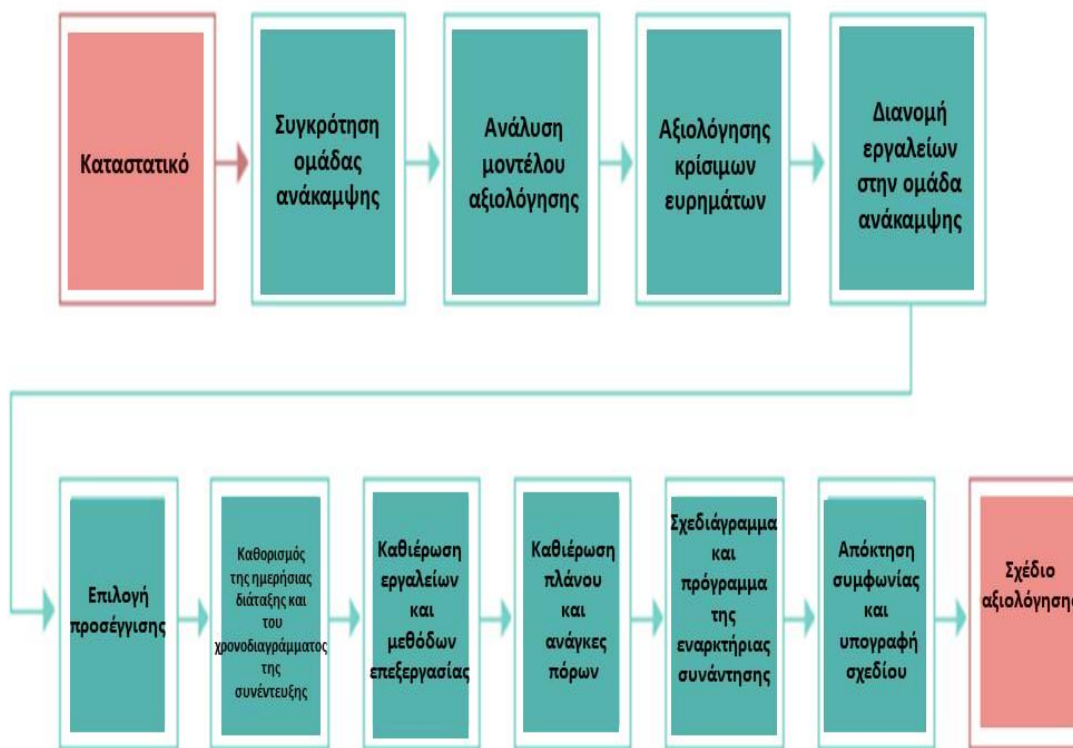 Καταστατικό
Συγκρότηση
ομάδας
ανάκαμψης
Ανάλυση
μοντέλου
αξιολόγησης
Αξιολόγησης
κρίσιμων
ευρημάτων
Διανομή
εργαλείων
στην ομάδα
ανάκαμψης
Επιλογή
προσέγγισης
Καθορισμός
της ημερήσιας
διάταξης και
του
χρονοδιαγράμματος
της
συνέντευξης
Καθιέρωση
εργαλείων
και
μεθόδων
επεξεργασίας
Καθιέρωση
πλάνου
και
ανάγκες
πόρων
Σχεδιάγραμμα
και
πρόγραμμα
της
εναρκτήριας
συνάντησης
Απόκτηση
συμφωνίας
και
υπογραφή
σχεδίου
Σχέδιο
αξιολόγησης